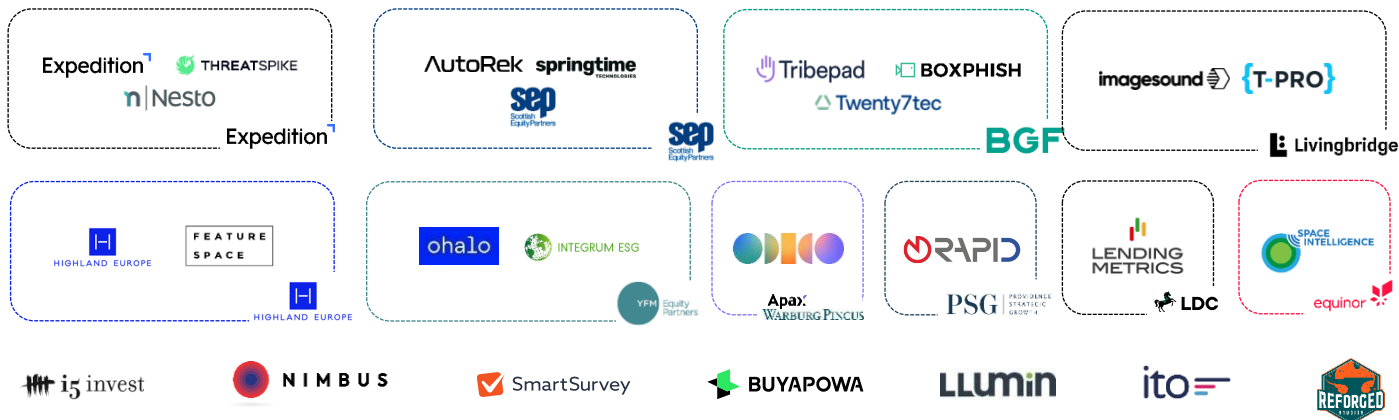 Expedition
THREATSPIKE
n|Nesto
Expedition
AutoRek
springtime
TECHNOLOGIES
sep
Scottish
Equity Partners
sep
Scottish
Equity Partners
Tribepad
BOXPHISH
Twenty7tec
BGF
imagesound
{T-PRO}
Livingbridge
HIGHLAND EUROPE
FEATURE
SPACE
HIGHLAND EUROPE
ohalo
INTEGRUM ESG
YFM Equity
Partners
Apax
WARBURG PINCUS
RAPID
PSG PROVIDENCE
STRATEGIC
GROWTH
LENDING
METRICS
LDC
SPACE
INTELLIGENCE
equinor
i5 invest
NIMBUS
SmartSurvey
BUYAPOWA
LLUMiN
ito
REFORGED
STUDIOS